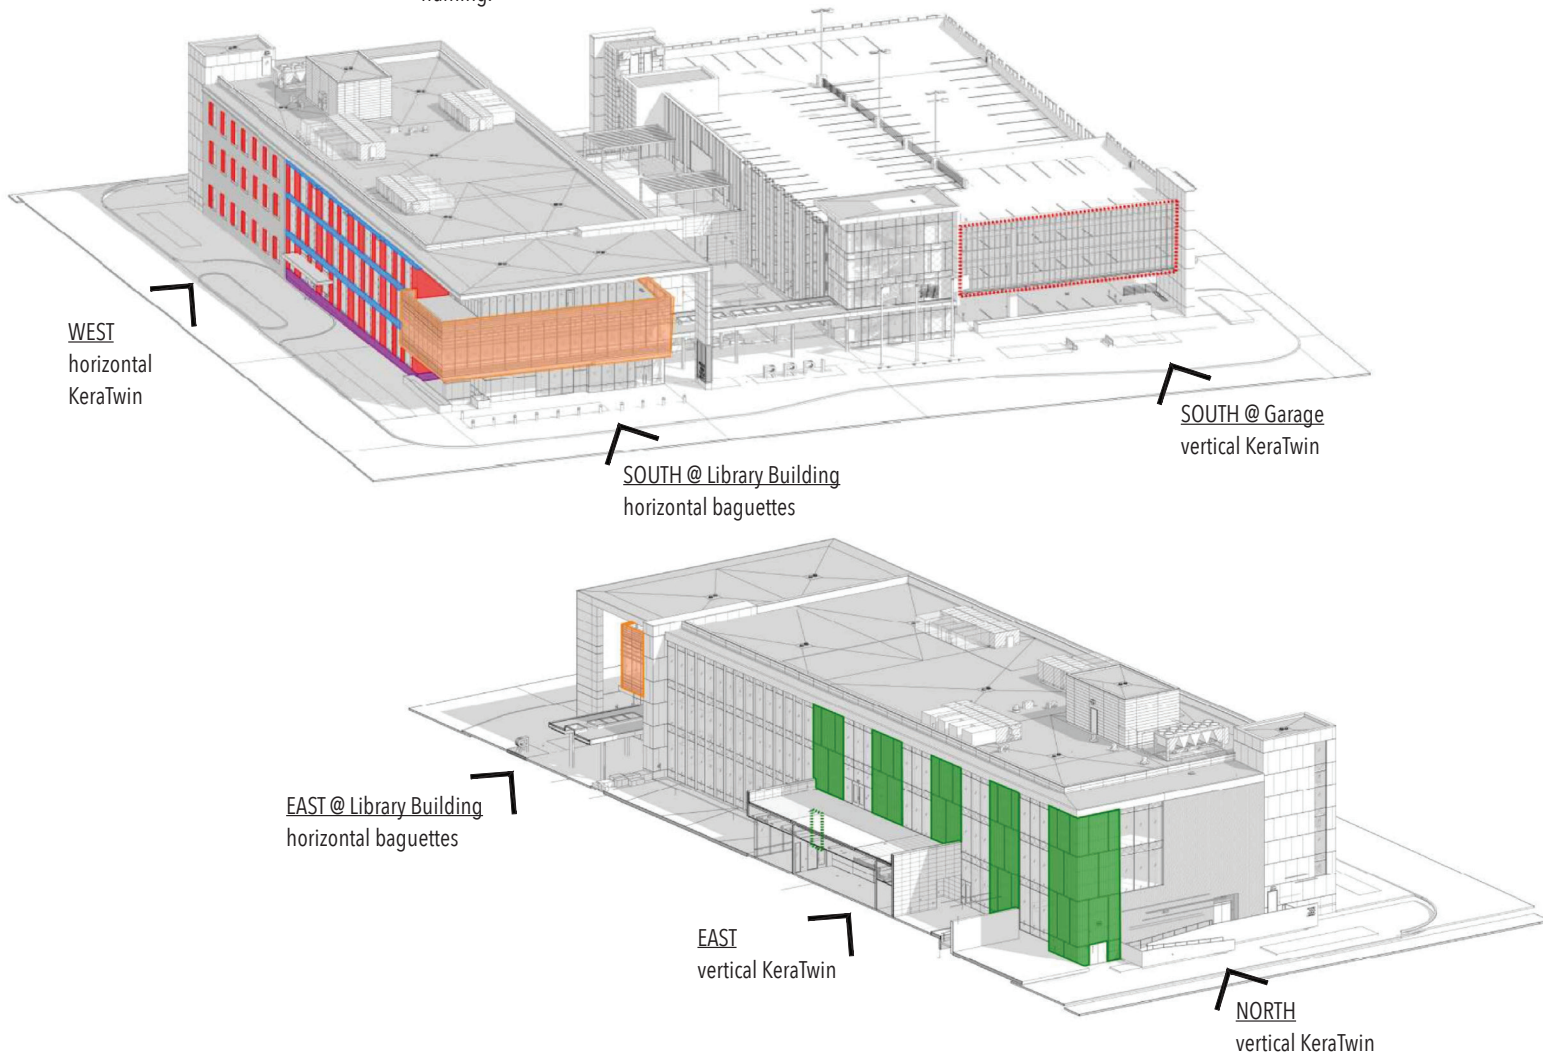 WEST
horizontal
KeraTwin
SOUTH @ Garage
vertical KeraTwin
SOUTH @ Library Building
horizontal baguettes
EAST @ Library Building
horizontal baguettes
EAST
vertical KeraTwin
NORTH
vertical KeraTwin